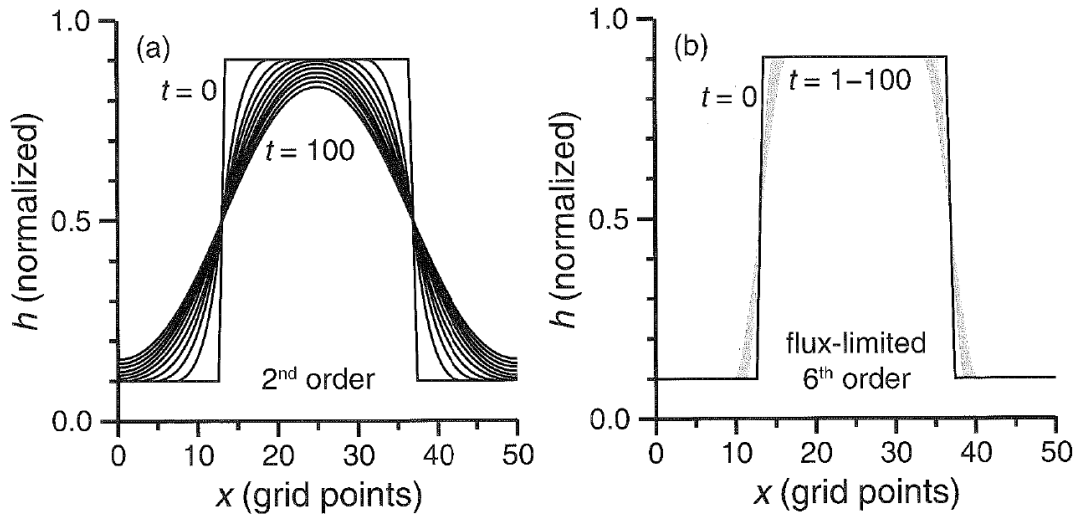 (a)
1.0
0.5
0.0
h (normalized)
t = 0
t = 100
2nd order
0 10 20 30 40 50
x (grid points)
(b)
1.0
0.5
0.0
h (normalized)
t = 0
t = 1–100
flux-limited
6th order
0 10 20 30 40 50
x (grid points)